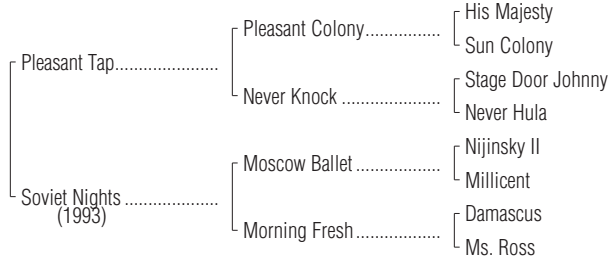 His Majesty
Pleasant Colony...............
Sun Colony
Pleasant Tap.....................
Stage Door Johnny
Never Knock ....................
Never Hula
Nijinsky II
Moscow Ballet .................
Millicent
Soviet Nights ...................
(1993)
Damascus
Morning Fresh.................
Ms. Ross